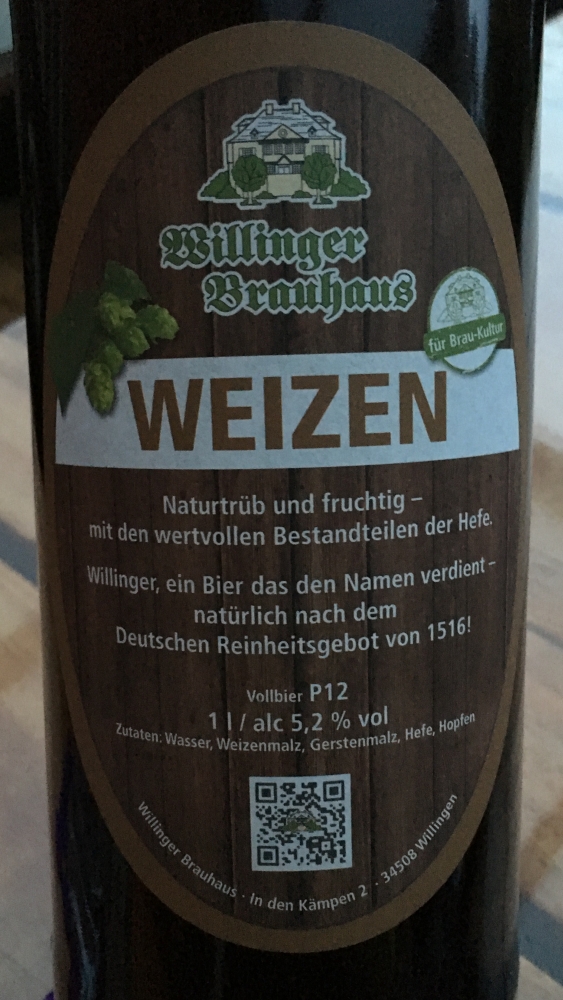 Willinger
Brauhaus
für Brau-Kultur
WEIZEN
Naturtrüb und fruchtig –
mit den wertvollen Bestandteilen der Hefe.
Willinger, ein Bier das den Namen verdient –
natürlich nach dem
Deutschen Reinheitsgebot von 1516!
Vollbier P12
1 l / alc 5,2 % vol
Zutaten: Wasser, Weizenmalz, Gerstenmalz, Hefe, Hopfen
Willinger Brauhaus · In den Kämpen 2 · 34508 Willingen